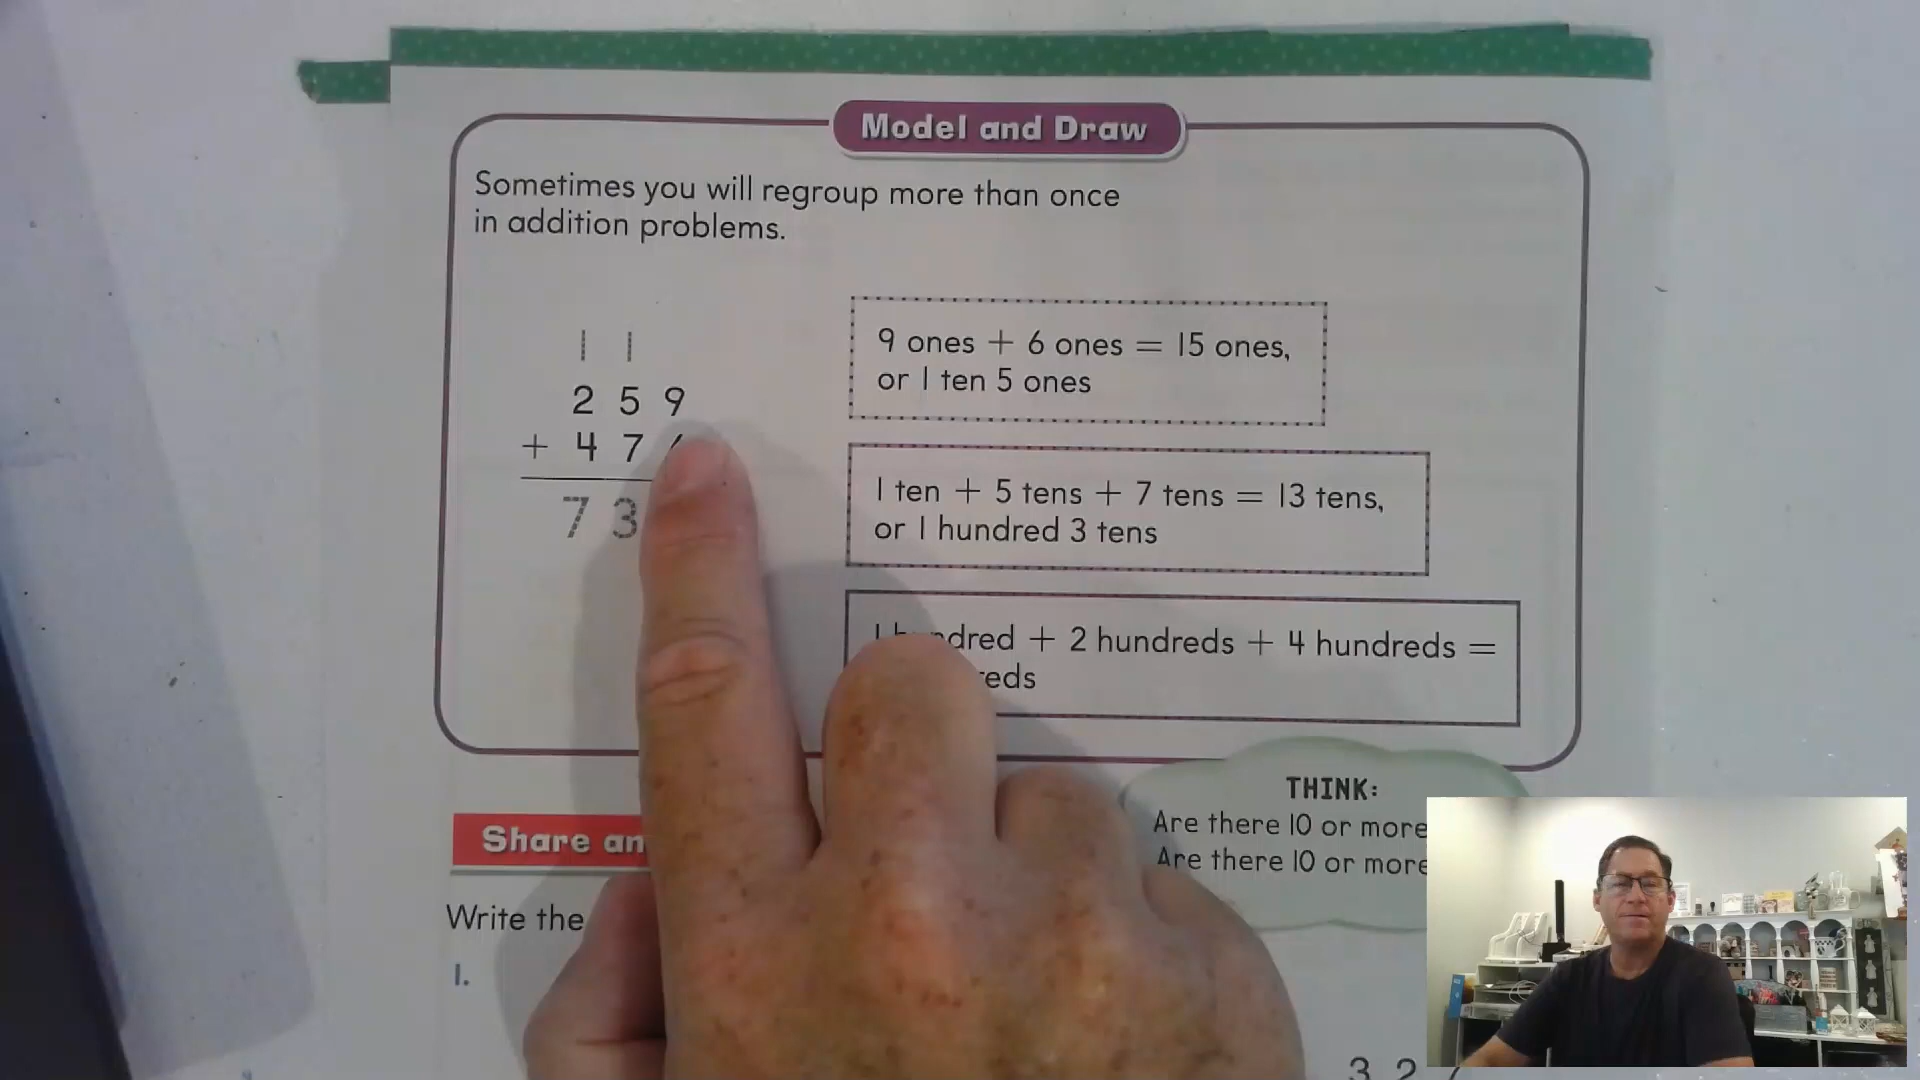 Model and Draw
Sometimes you will regroup more than once
in addition problems.
1 1
2 5 9
+ 4 7
7 3
9 ones + 6 ones = 15 ones,
or 1 ten 5 ones
1 ten + 5 tens + 7 tens = 13 tens,
or 1 hundred 3 tens
+ 2 hundreds + 4 hundreds =
THINK:
Are there 10 or more
Are there 10 or more
Share
Write the
1.
3 2